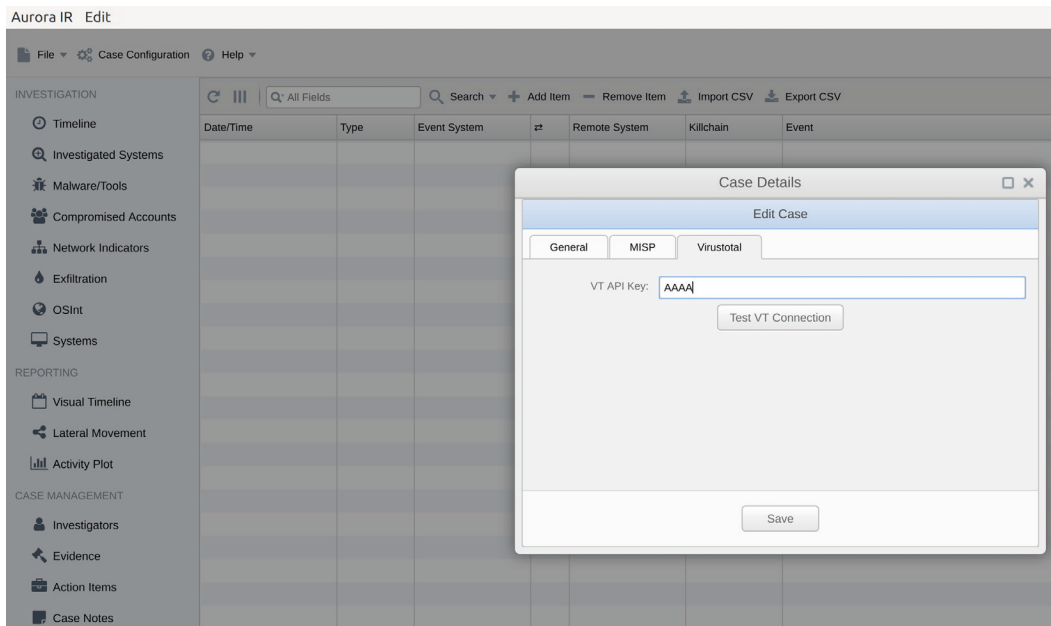 Aurora IR Edit
File Case Configuration Help
INVESTIGATION
Timeline
Investigated Systems
Malware/Tools
Compromised Accounts
Network Indicators
Exfiltration
OSInt
Systems
REPORTING
Visual Timeline
Lateral Movement
Activity Plot
CASE MANAGEMENT
Investigators
Evidence
Action Items
Case Notes
All Fields Search Add Item Remove Item Import CSV Export CSV
Date/Time Type Event System ⇄ Remote System Killchain Event
Case Details
Edit Case
General MISP Virustotal
VT API Key: AAAA
Test VT Connection
Save